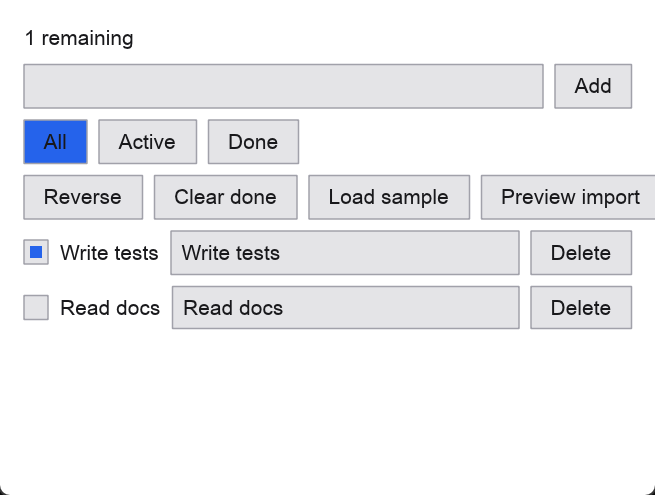 1 remaining
Add
All Active Done
Reverse Clear done Load sample Preview import
Write tests Write tests Delete
Read docs Read docs Delete